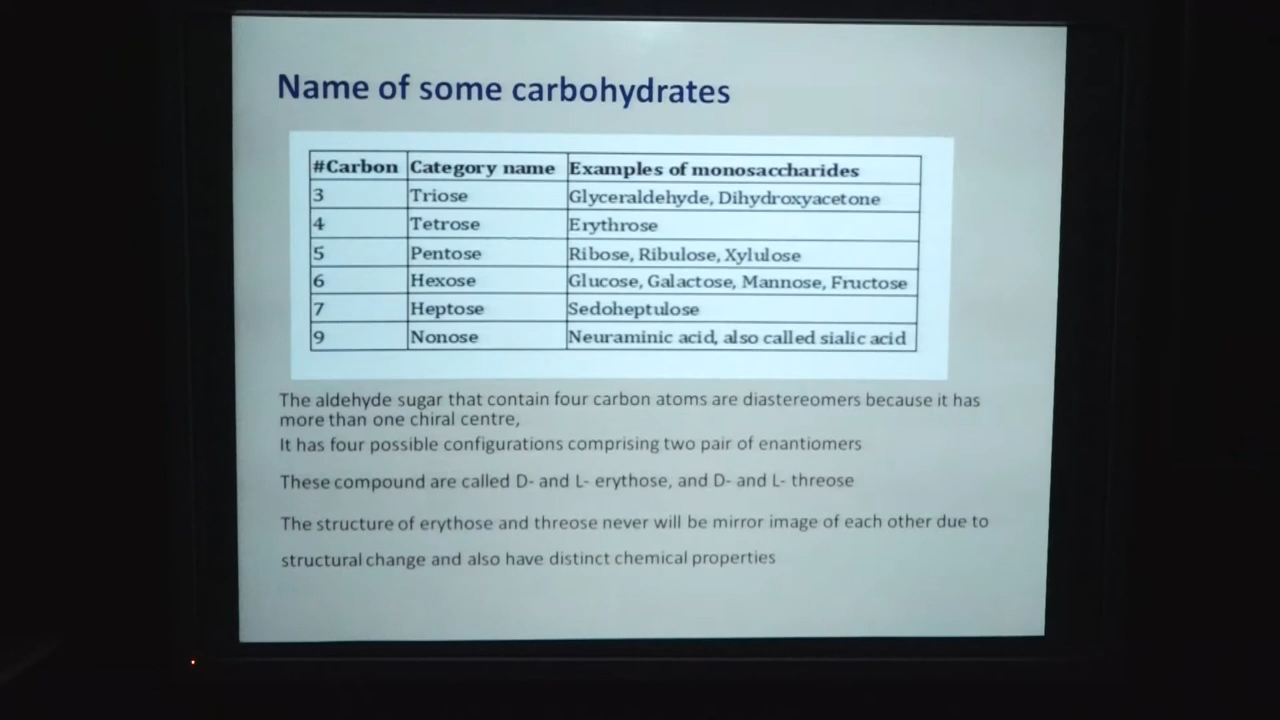 Name of some carbohydrates
#Carbon Category name Examples of monosaccharides
3 Triose Glyceraldehyde, Dihydroxyacetone
4 Tetrose Erythrose
5 Pentose Ribose, Ribulose, Xylulose
6 Hexose Glucose, Galactose, Mannose, Fructose
7 Heptose Sedoheptulose
9 Nonose Neuraminic acid, also called sialic acid
The aldehyde sugar that contain four carbon atoms are diastereomers because it has
more than one chiral centre,
It has four possible configurations comprising two pair of enantiomers
These compound are called D- and L- erythose, and D- and L- threose
The structure of erythose and threose never will be mirror image of each other due to
structural change and also have distinct chemical properties